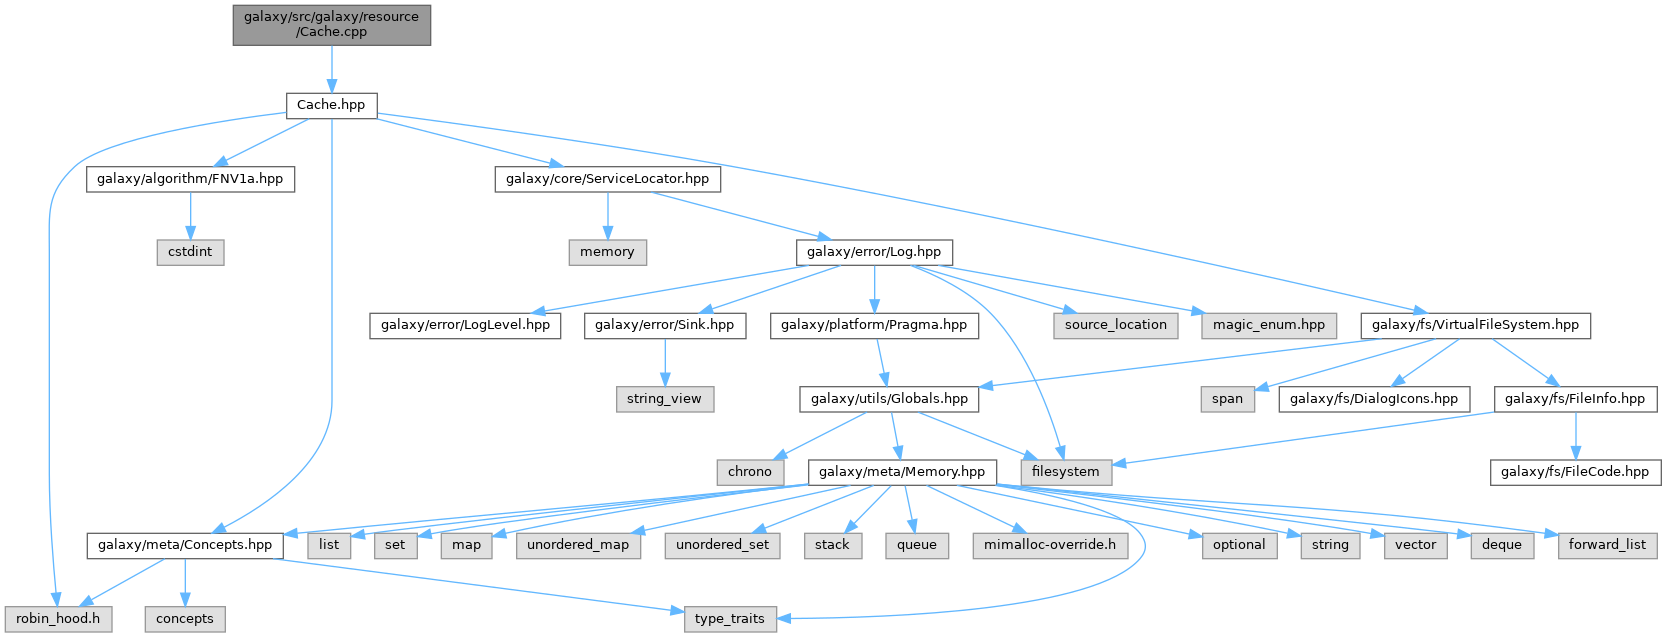 galaxy/src/galaxy/resource
/Cache.cpp
Cache.hpp
galaxy/algorithm/FNV1a.hpp
galaxy/core/ServiceLocator.hpp
cstdint
memory
galaxy/error/Log.hpp
galaxy/error/LogLevel.hpp
galaxy/error/Sink.hpp
galaxy/platform/Pragma.hpp
source_location
magic_enum.hpp
galaxy/fs/VirtualFileSystem.hpp
string_view
galaxy/utils/Globals.hpp
span
galaxy/fs/DialogIcons.hpp
galaxy/fs/FileInfo.hpp
chrono
galaxy/meta/Memory.hpp
filesystem
galaxy/fs/FileCode.hpp
galaxy/meta/Concepts.hpp
list
set
map
unordered_map
unordered_set
stack
queue
mimalloc-override.h
optional
string
vector
deque
forward_list
robin_hood.h
concepts
type_traits